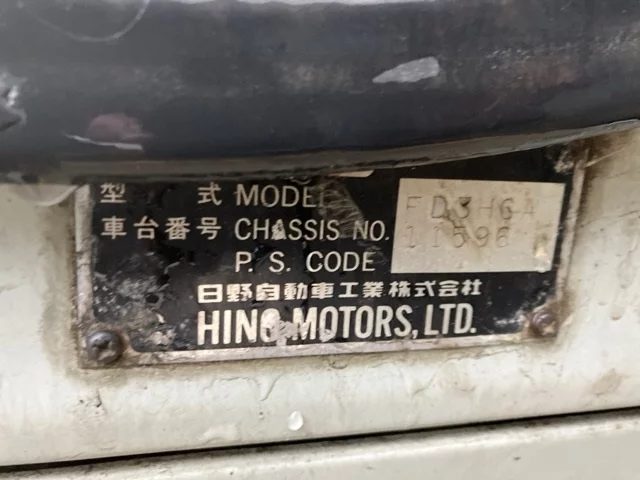 型式 MODEL FD3HGA
車台番号 CHASSIS NO. 11596
P. S. CODE
日野自動車工業株式会社
HINO MOTORS, LTD.